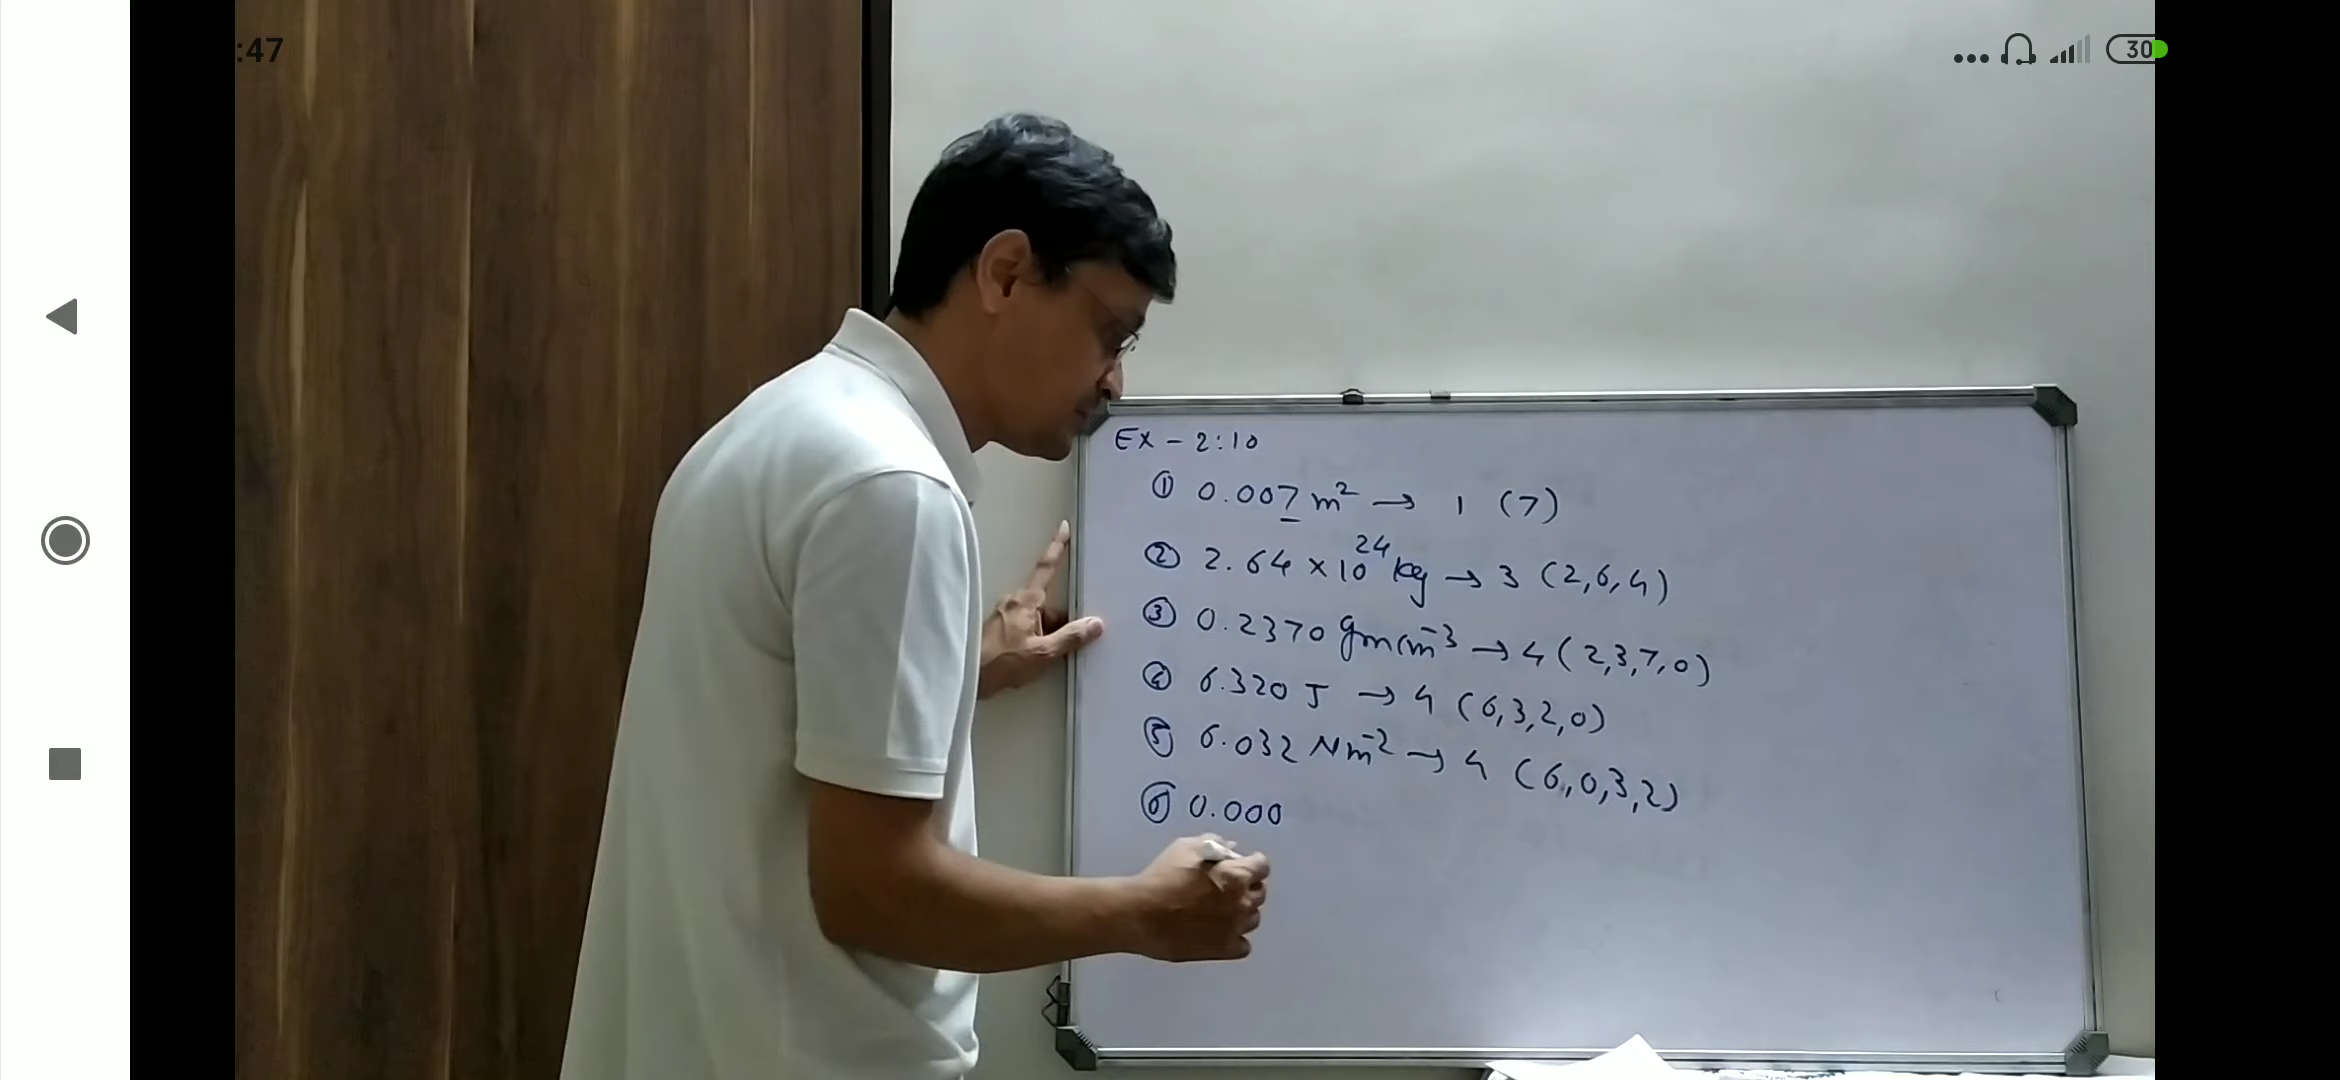 :47
30
EX - 2:10
① 0.007 m² → 1 (7)
② 2.64 × 10²⁴ kg → 3 (2,6,4)
③ 0.2370 gm cm⁻³ → 4 (2,3,7,0)
④ 6.320 J → 4 (6,3,2,0)
⑤ 6.032 Nm⁻² → 4 (6,0,3,2)
⑥ 0.000